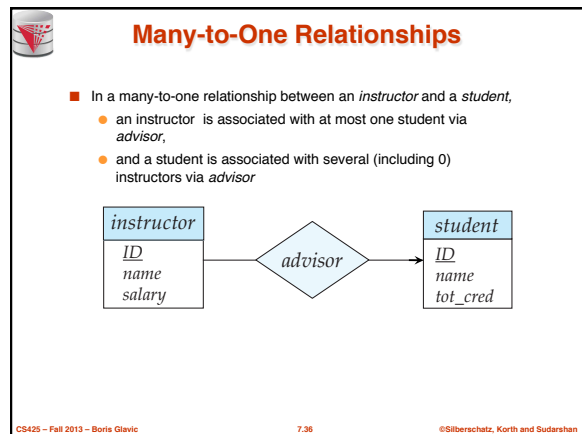 Many-to-One Relationships
In a many-to-one relationship between an instructor and a student,
an instructor is associated with at most one student via
advisor,
and a student is associated with several (including 0)
instructors via advisor
instructor
ID
name
salary
advisor
student
ID
name
tot_cred
CS425 – Fall 2013 – Boris Glavic
7.36
©Silberschatz, Korth and Sudarshan